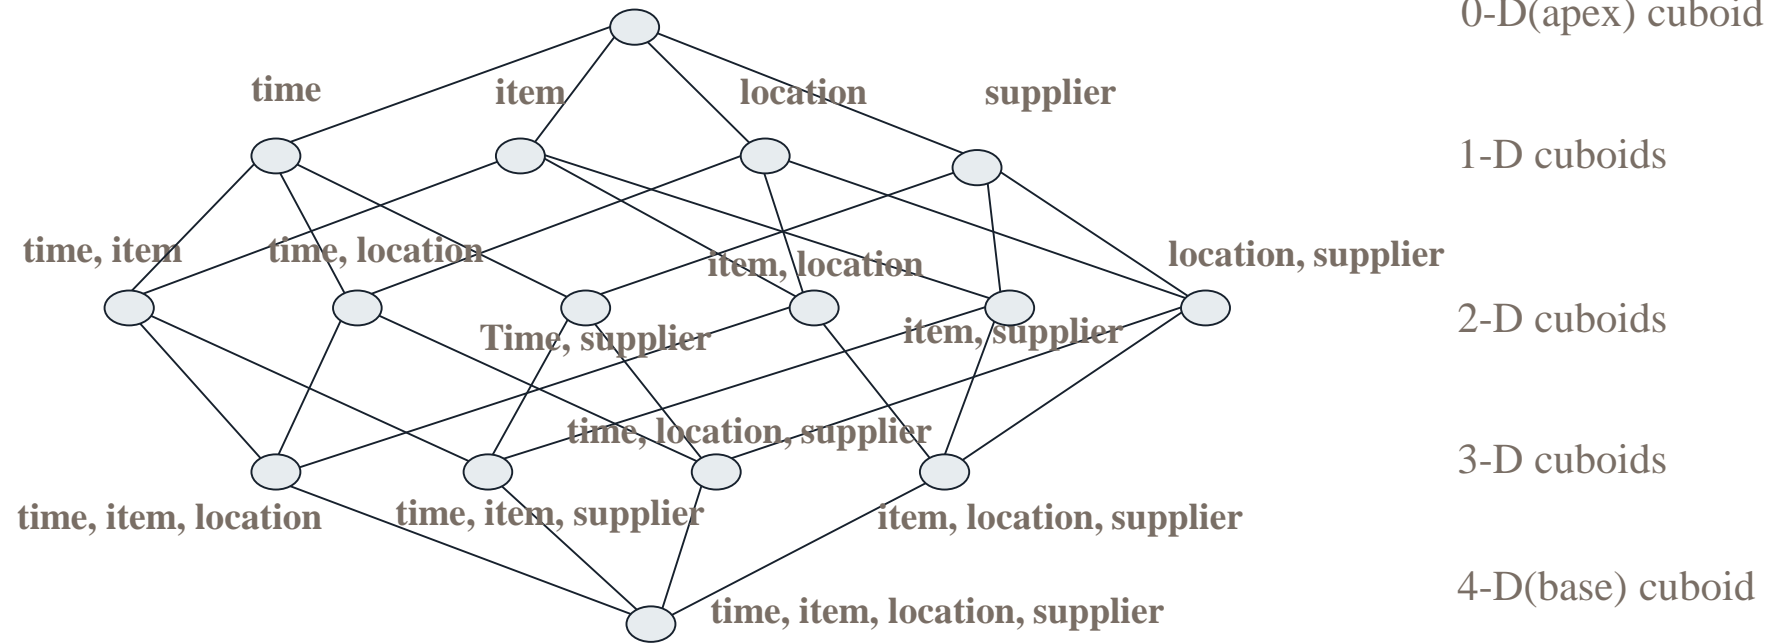 0-D(apex) cuboid
time
item
location
supplier
1-D cuboids
time, item
time, location
item, location
location, supplier
Time, supplier
item, supplier
2-D cuboids
time, location, supplier
3-D cuboids
time, item, location
time, item, supplier
item, location, supplier
4-D(base) cuboid
time, item, location, supplier